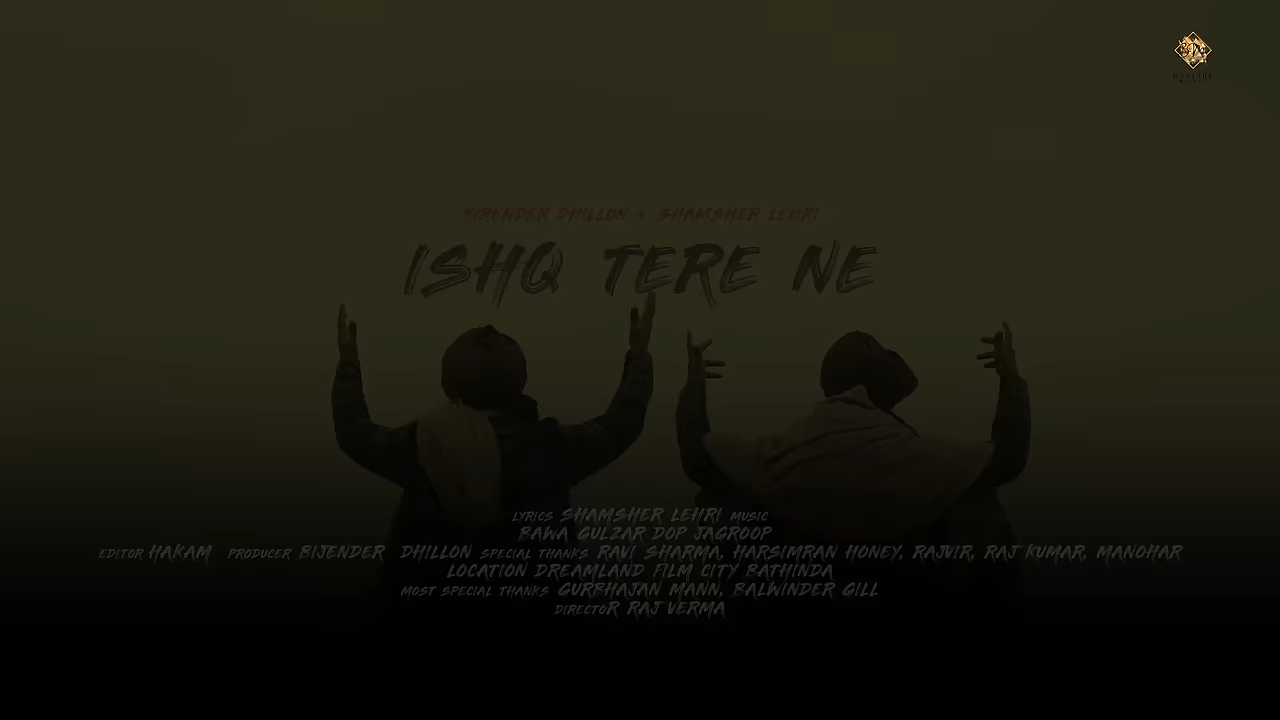 BIRENDER DHILLON + SHAMSHER LEHRI
ISHQ TERE NE
LYRICS SHAMSHER LEHRI MUSIC
BAWA GULZAR DOP JAGROOP
EDITOR HAKAM PRODUCER BIJENDER DHILLON SPECIAL THANKS RAVI SHARMA, HARSIMRAN HONEY, RAJVIR, RAJ KUMAR, MANOHAR
LOCATION DREAMLAND FILM CITY BATHINDA
MOST SPECIAL THANKS GURBHAJAN MANN, BALWINDER GILL
DIRECTOR RAJ VERMA